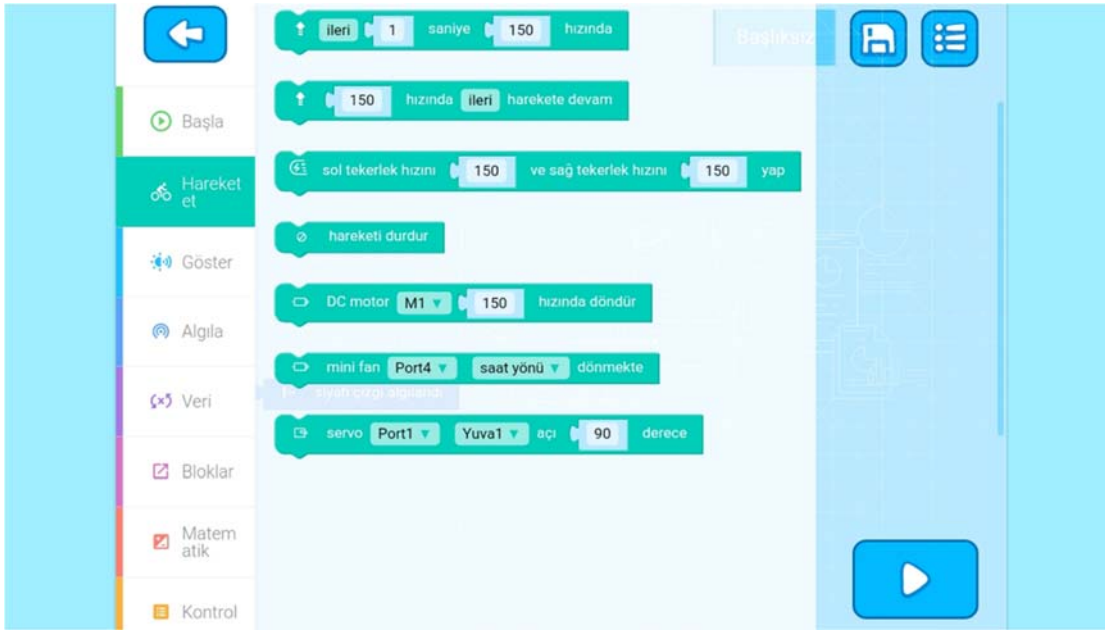 ileri 1 saniye 150 hızında
Başlıksız
150 hızında ileri harekete devam
Başla
sol tekerlek hızını 150 ve sağ tekerlek hızını 150 yap
Hareket
et
hareketi durdur
Göster
DC motor M1 150 hızında döndür
Algıla
mini fan Port4 saat yönü dönmekte
siyah çizgi algılandı
Veri
servo Port1 Yuva1 açı 90 derece
Bloklar
Matem
atik
Kontrol